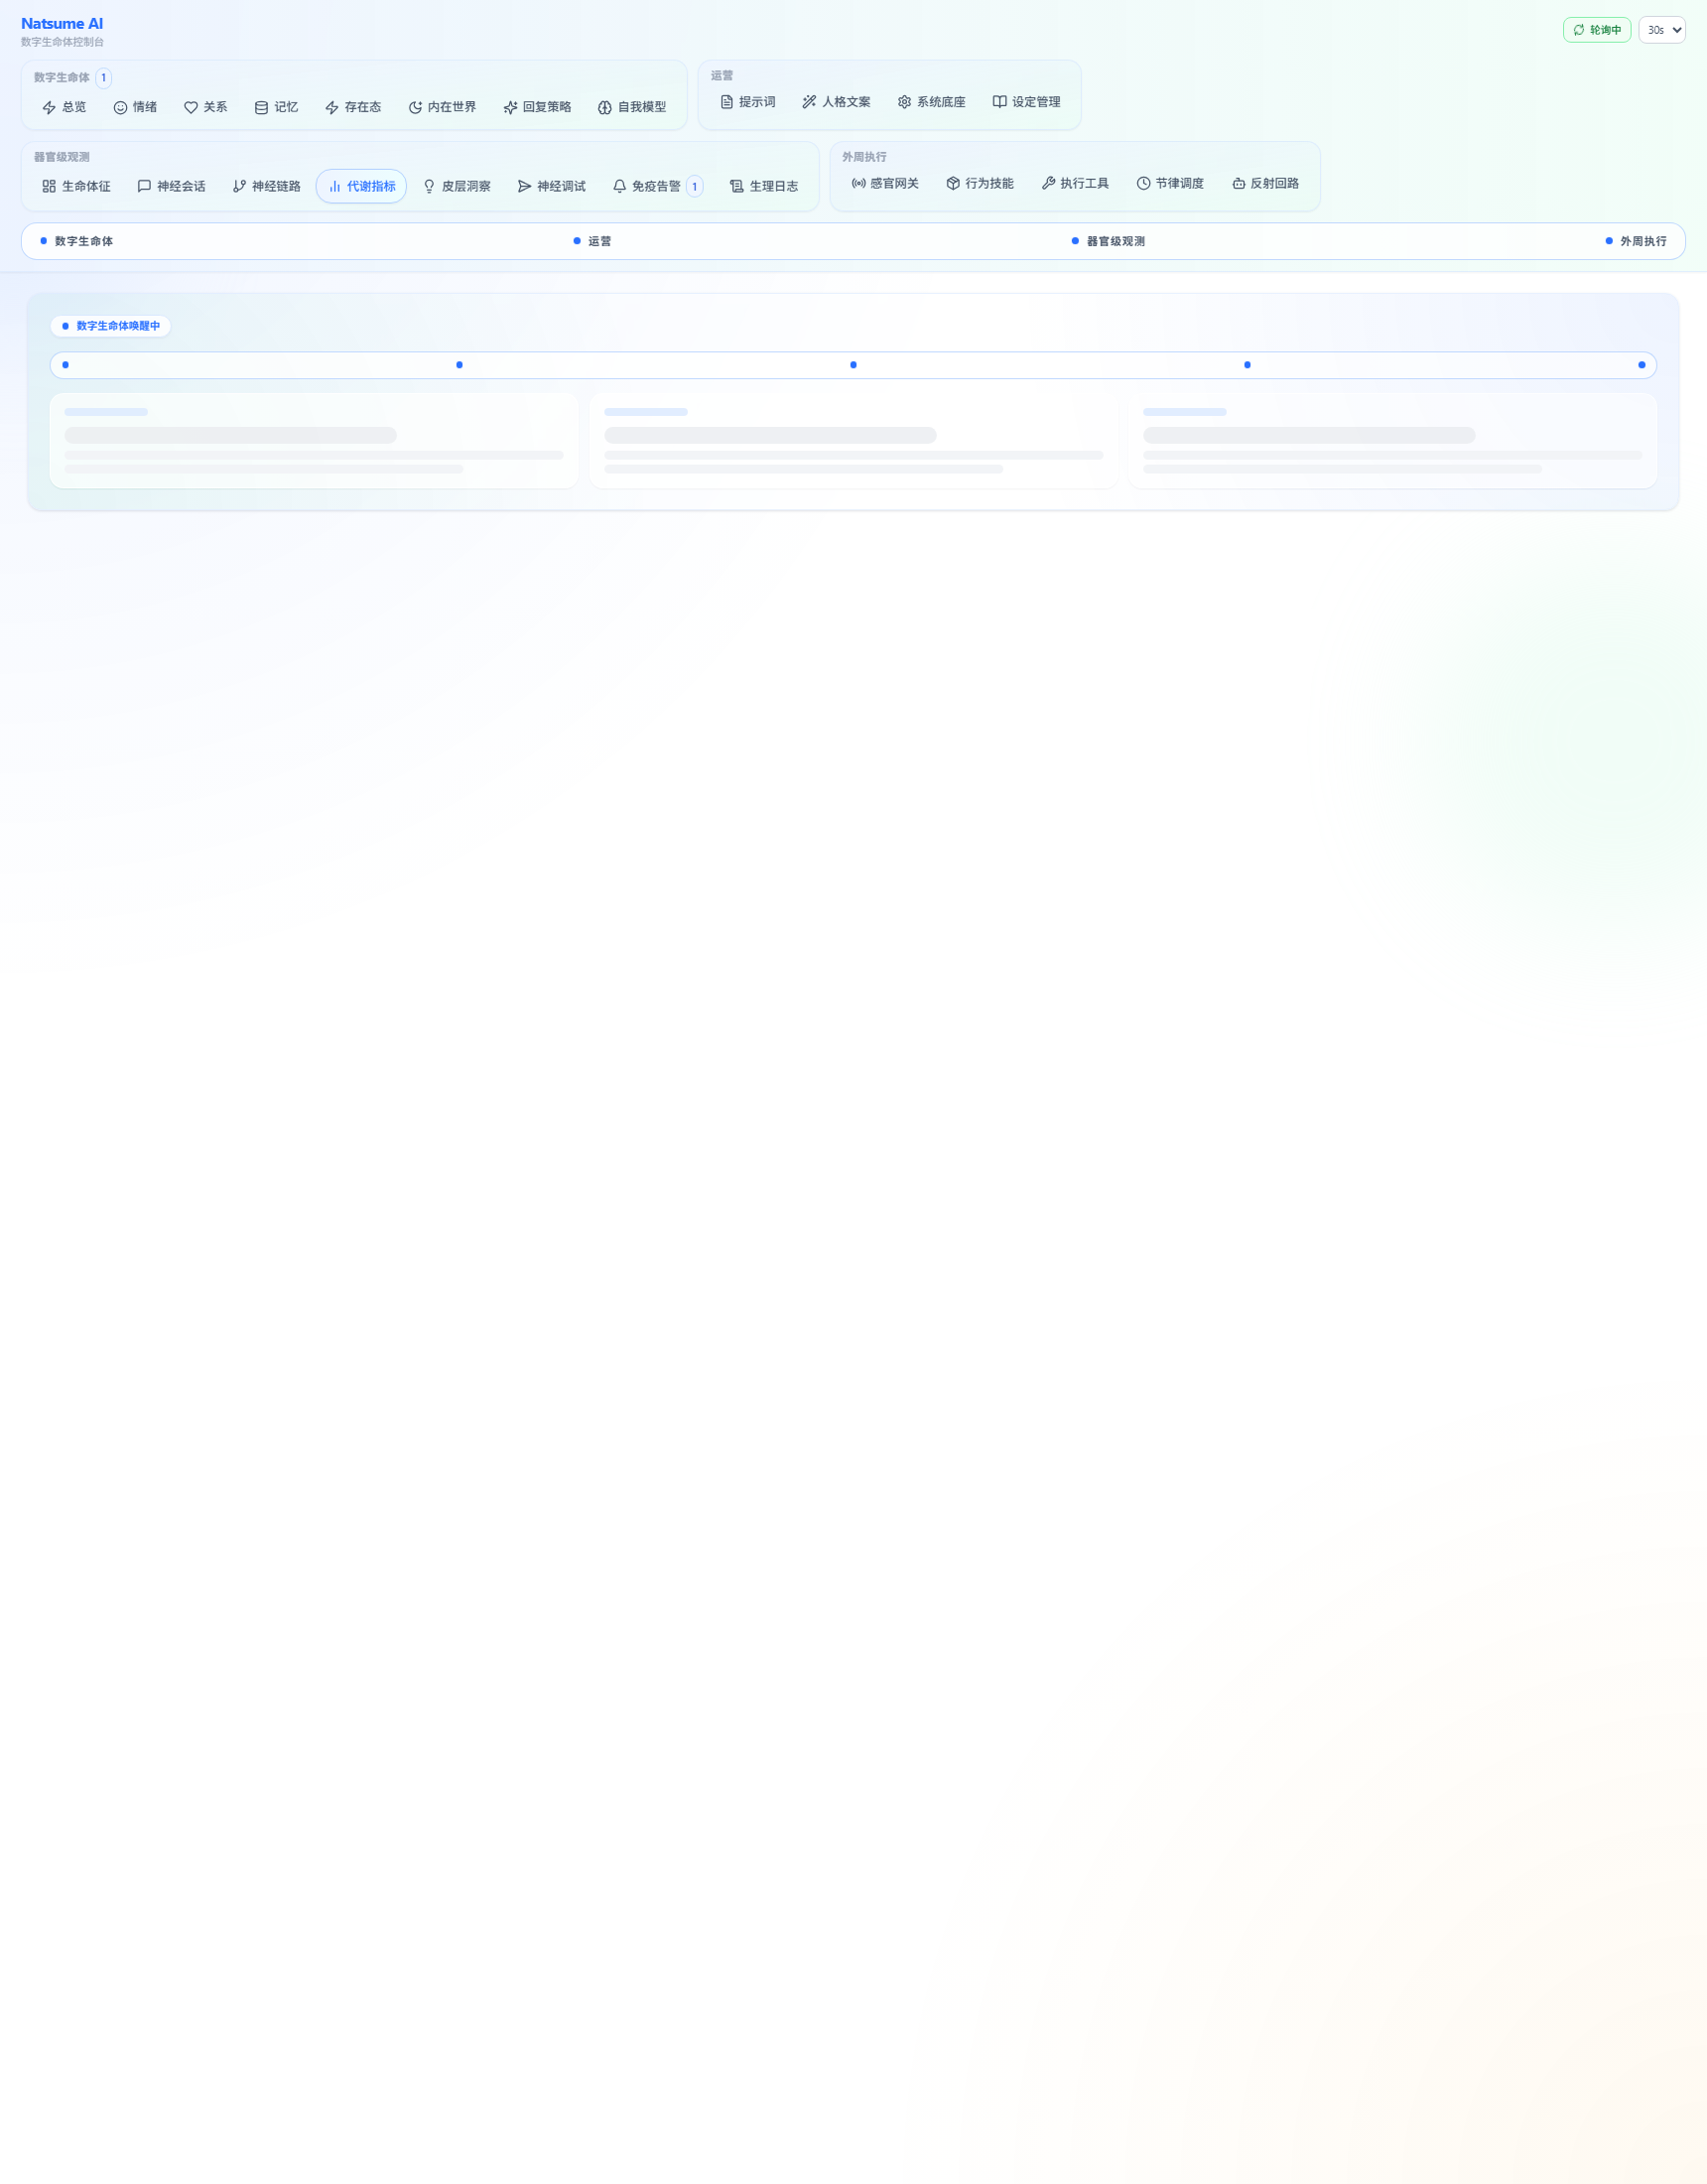 Natsume AI
数字生命体控制台
轮询中
30s
数字生命体 1
总览 情绪 关系 记忆 存在态 内在世界 回复策略 自我模型
运营
提示词 人格文案 系统底座 设定管理
器官级观测
生命体征 神经会话 神经链路 代谢指标 皮层洞察 神经调试 免疫告警 1 生理日志
外周执行
感官网关 行为技能 执行工具 节律调度 反射回路
数字生命体 运营 器官级观测 外周执行
数字生命体唤醒中